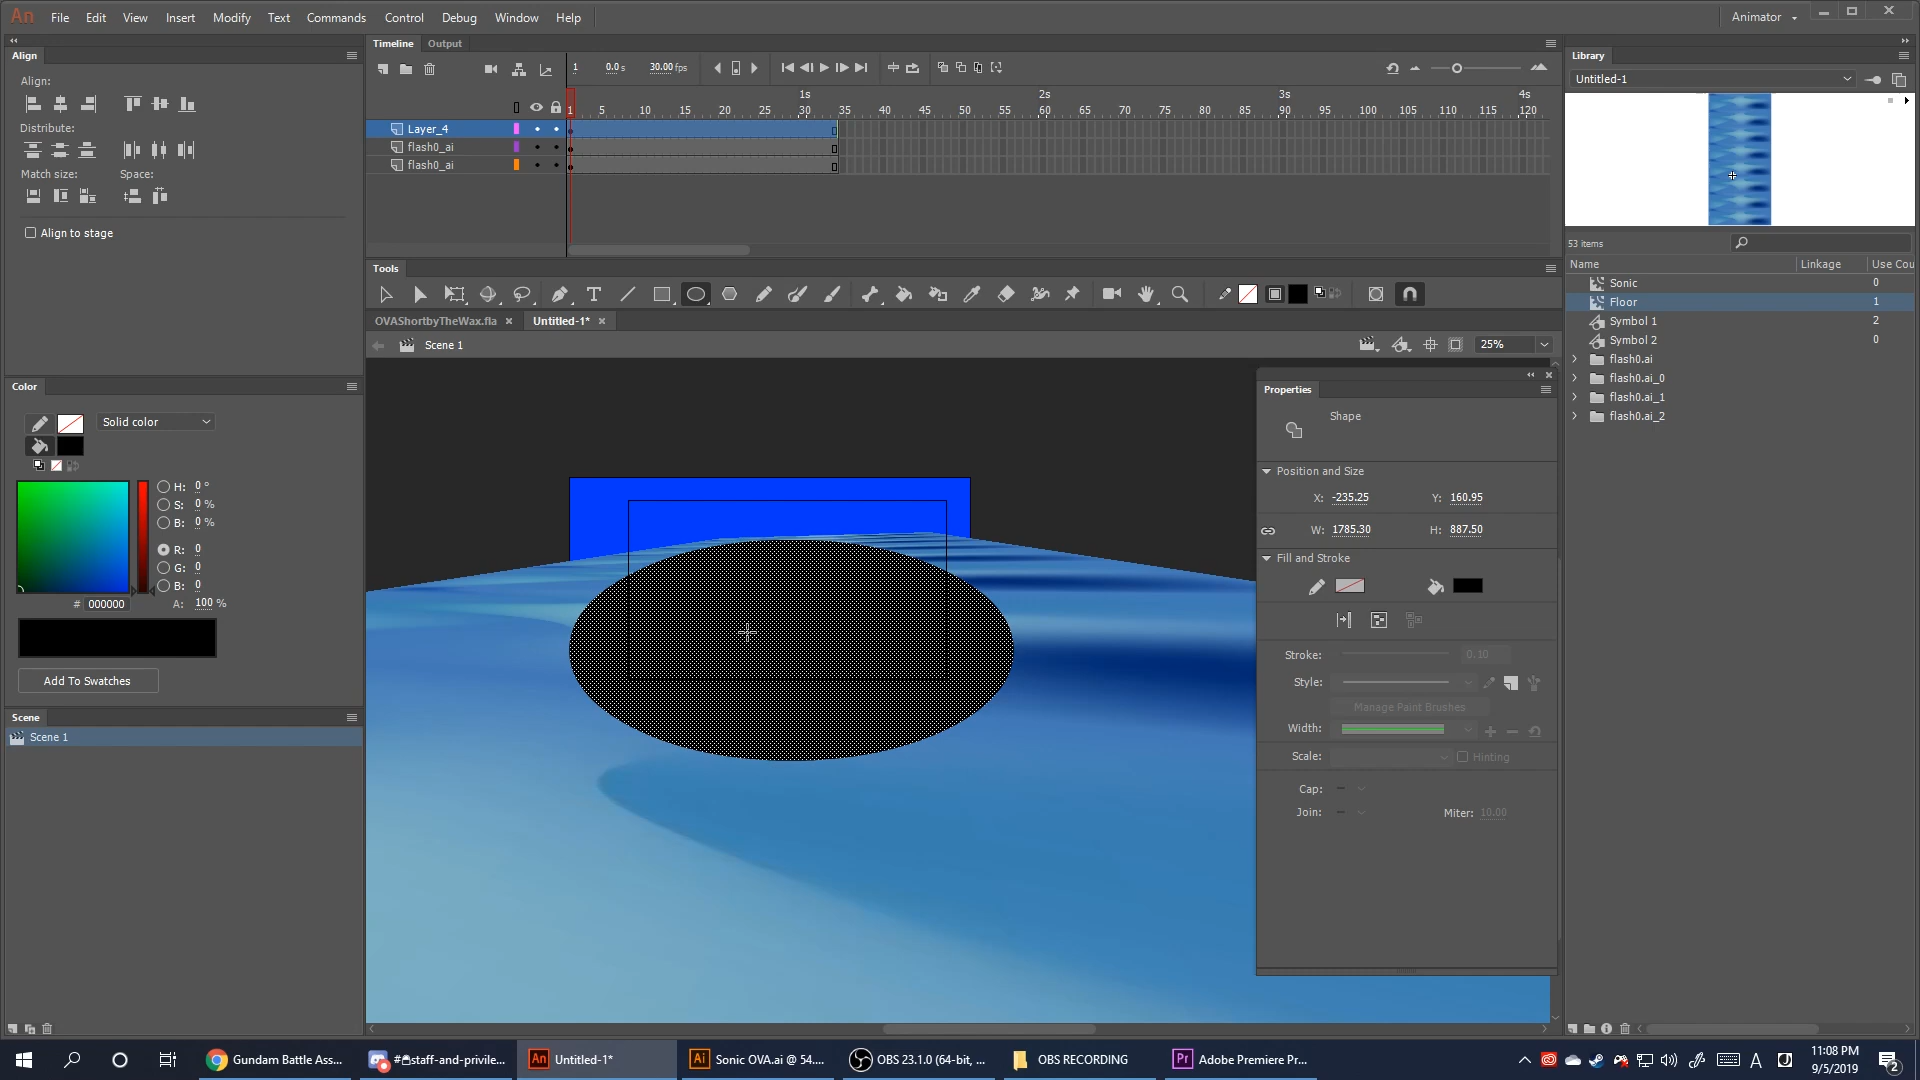 An File Edit View Insert Modify Text Commands Control Debug Window Help Animator
Align
Align:
Distribute:
Match size: Space:
Align to stage
Color
Solid color
H: 0 °
S: 0 %
B: 0 %
R: 0
G: 0
B: 0
# 000000 A: 100 %
Add To Swatches
Scene
Scene 1
Timeline Output
1 0.0 s 30.00 fps
1s 2s 3s 4s
1 5 10 15 20 25 30 35 40 45 50 55 60 65 70 75 80 85 90 95 100 105 110 115 120
Layer_4
flash0_ai
flash0_ai
Tools
OVAShortbyTheWax.fla × Untitled-1* ×
Scene 1 25%
Properties
Shape
Position and Size
X: -235.25 Y: 160.95
W: 1785.30 H: 887.50
Fill and Stroke
Stroke: 0.10
Style:
Manage Paint Brushes
Width:
Scale: Hinting
Cap:
Join: Miter: 10.00
Library
Untitled-1
53 items
Name Linkage Use Cou
Sonic 0
Floor 1
Symbol 1 2
Symbol 2 0
flash0.ai
flash0.ai_0
flash0.ai_1
flash0.ai_2
Gundam Battle Ass... staff-and-privile... An Untitled-1* Ai Sonic OVA.ai @ 54.... OBS 23.1.0 (64-bit, ... OBS RECORDING Pr Adobe Premiere Pr... A 11:08 PM
9/5/2019 2